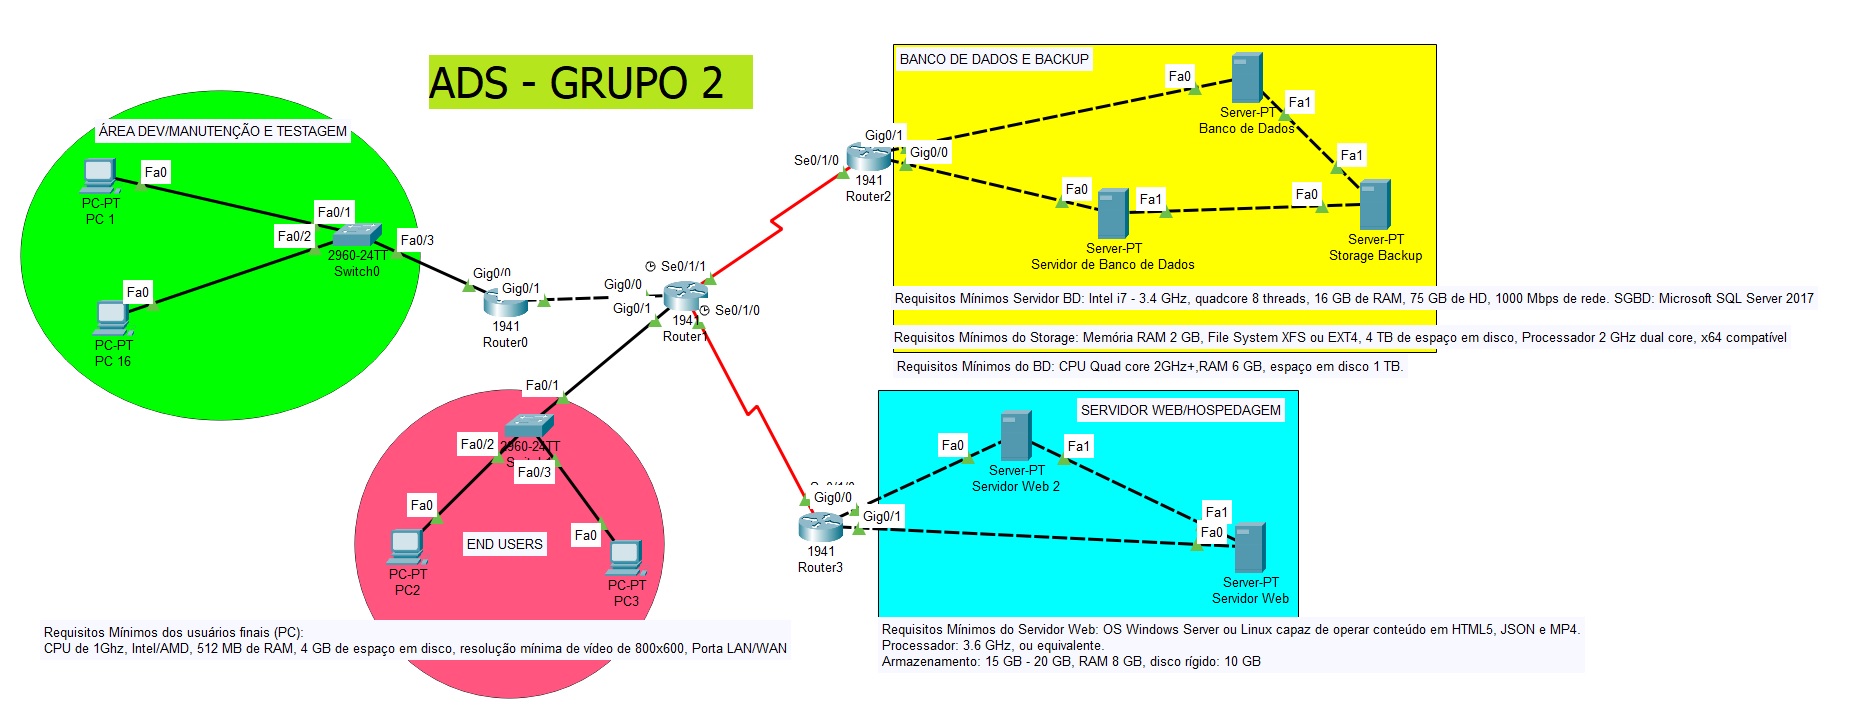 ADS - GRUPO 2
ÁREA DEV/MANUTENÇÃO E TESTAGEM
Fa0
PC-PT
PC 1
Fa0/1
Fa0/2
Fa0/3
2960-24TT
Switch0
Fa0
PC-PT
PC 16
Gig0/0
Gig0/1
1941
Router0
Se0/1/1
Gig0/0
Gig0/1
Se0/1/0
1941
Router1
Se0/1/0
Gig0/1
Gig0/0
1941
Router2
BANCO DE DADOS E BACKUP
Fa0
Server-PT
Banco de Dados
Fa1
Fa1
Fa0
Fa1
Server-PT
Servidor de Banco de Dados
Fa0
Server-PT
Storage Backup
Requisitos Mínimos Servidor BD: Intel i7 - 3.4 GHz, quadcore 8 threads, 16 GB de RAM, 75 GB de HD, 1000 Mbps de rede. SGBD: Microsoft SQL Server 2017
Requisitos Mínimos do Storage: Memória RAM 2 GB, File System XFS ou EXT4, 4 TB de espaço em disco, Processador 2 GHz dual core, x64 compatível
Requisitos Mínimos do BD: CPU Quad core 2GHz+,RAM 6 GB, espaço em disco 1 TB.
Fa0/1
Fa0/2
2960-24TT
Fa0/3
Fa0
PC-PT
PC2
END USERS
Fa0
PC-PT
PC3
Requisitos Mínimos dos usuários finais (PC):
CPU de 1Ghz, Intel/AMD, 512 MB de RAM, 4 GB de espaço em disco, resolução mínima de vídeo de 800x600, Porta LAN/WAN
SERVIDOR WEB/HOSPEDAGEM
Gig0/0
Gig0/1
1941
Router3
Fa0
Fa1
Server-PT
Servidor Web 2
Fa1
Fa0
Server-PT
Servidor Web
Requisitos Mínimos do Servidor Web: OS Windows Server ou Linux capaz de operar conteúdo em HTML5, JSON e MP4.
Processador: 3.6 GHz, ou equivalente.
Armazenamento: 15 GB - 20 GB, RAM 8 GB, disco rígido: 10 GB